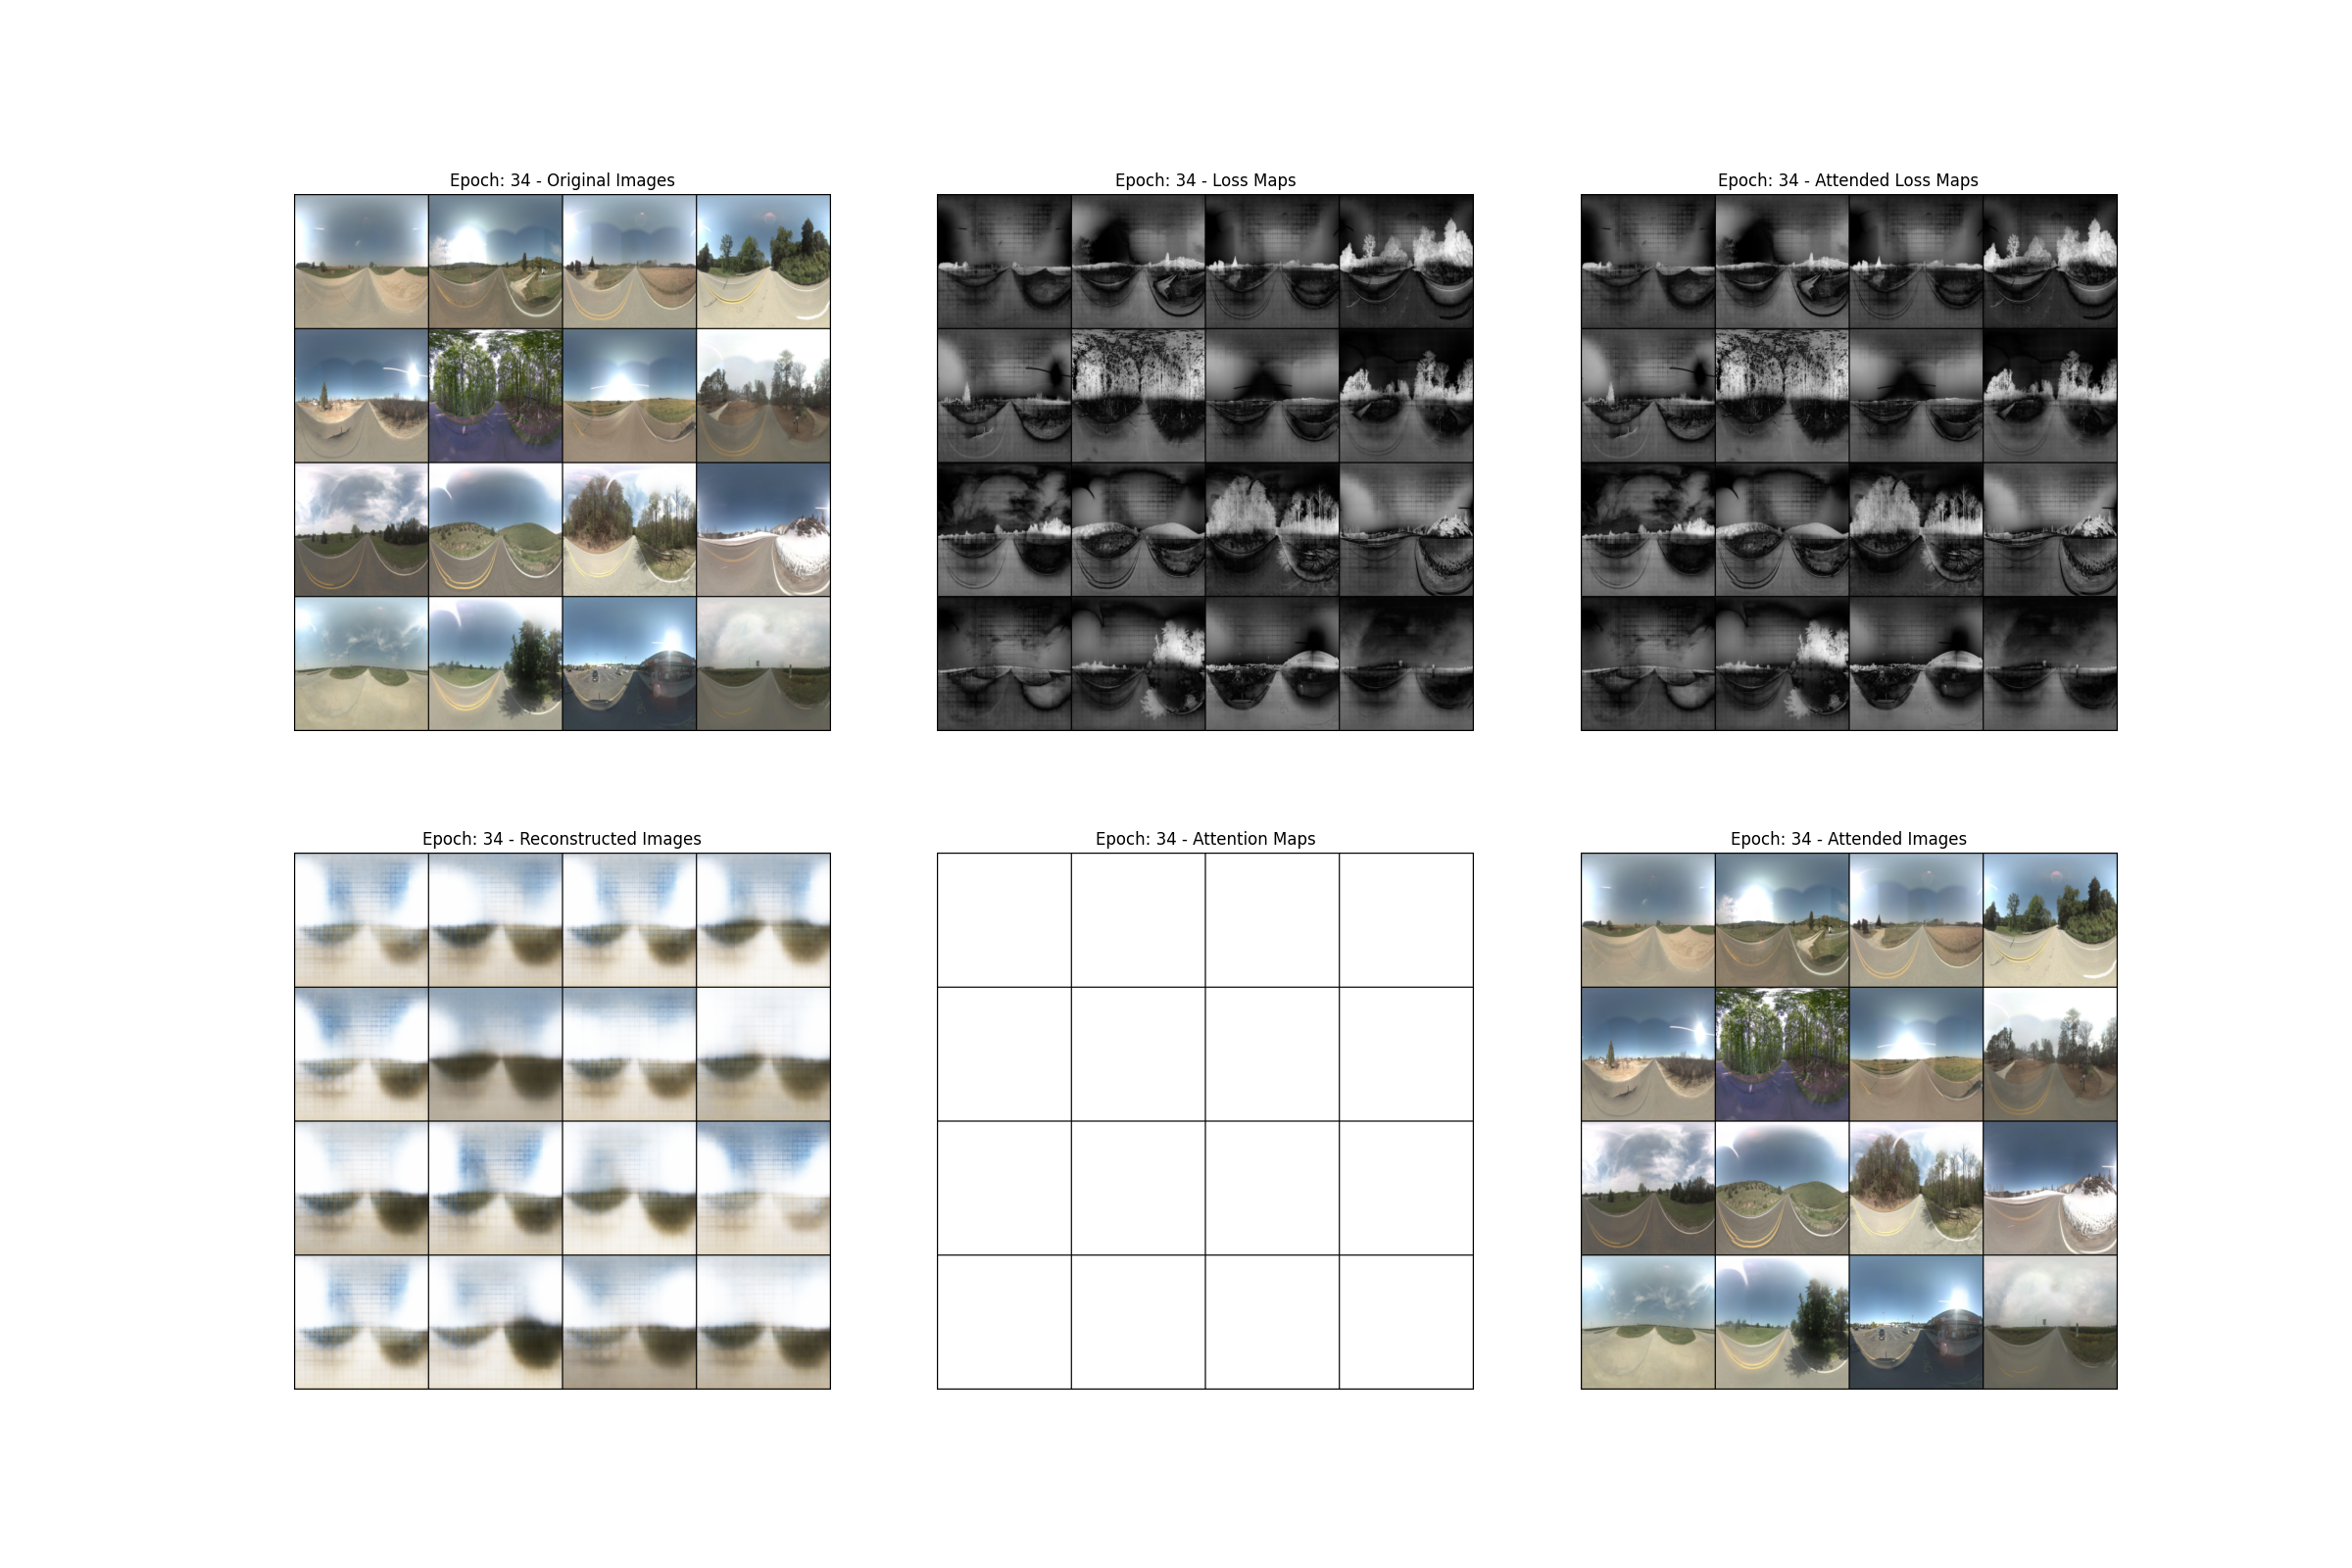 Epoch: 34 - Original Images
Epoch: 34 - Loss Maps
Epoch: 34 - Attended Loss Maps
Epoch: 34 - Reconstructed Images
Epoch: 34 - Attention Maps
Epoch: 34 - Attended Images